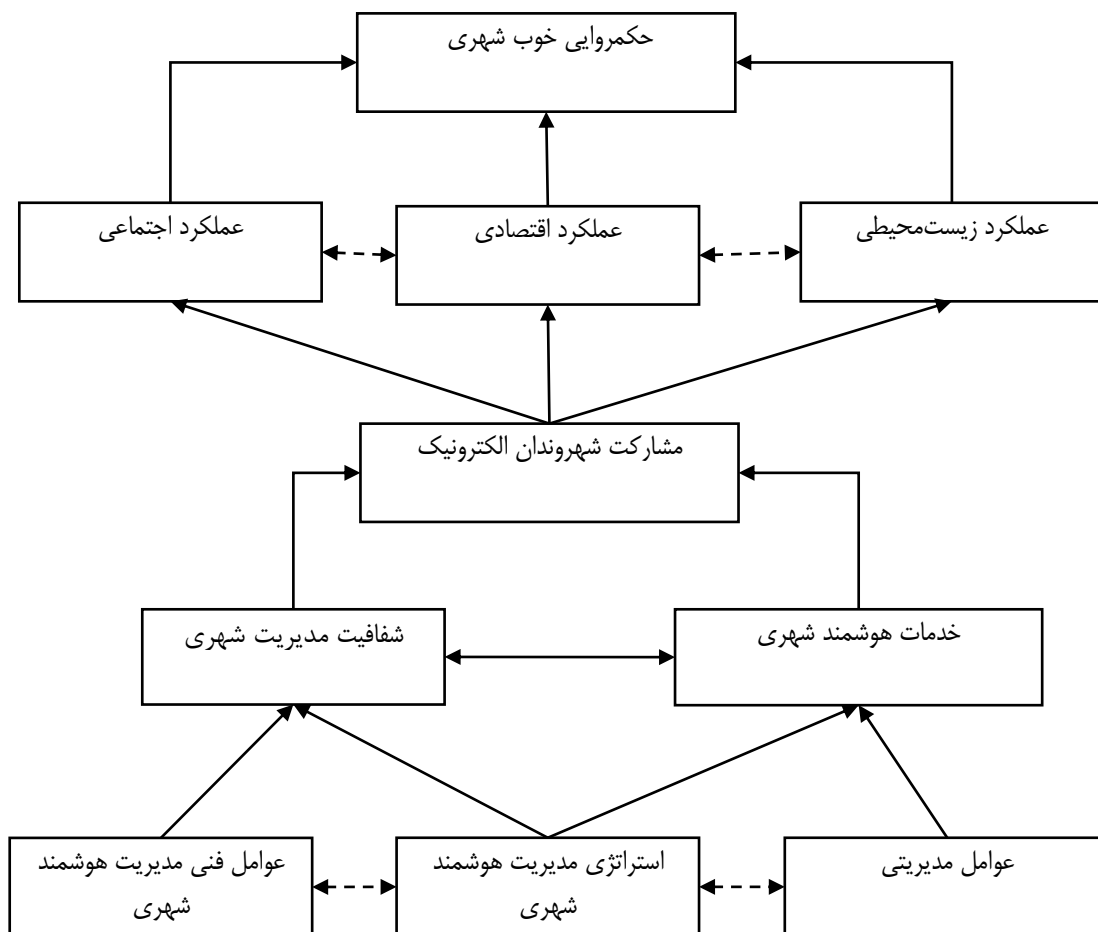 حکمروایی خوب شهری
عملکرد زیست‌محیطی
عملکرد اقتصادی
عملکرد اجتماعی
مشارکت شهروندان الکترونیک
خدمات هوشمند شهری
شفافیت مدیریت شهری
عوامل مدیریتی
استراتژی مدیریت هوشمند
شهری
عوامل فنی مدیریت هوشمند
شهری